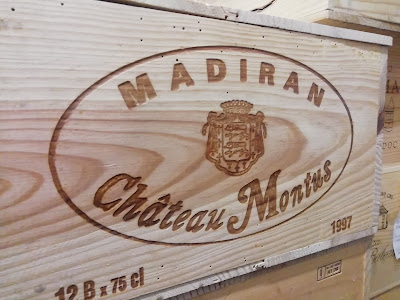 MADIRAN
Château Montus
1997
12 B x 75 cl